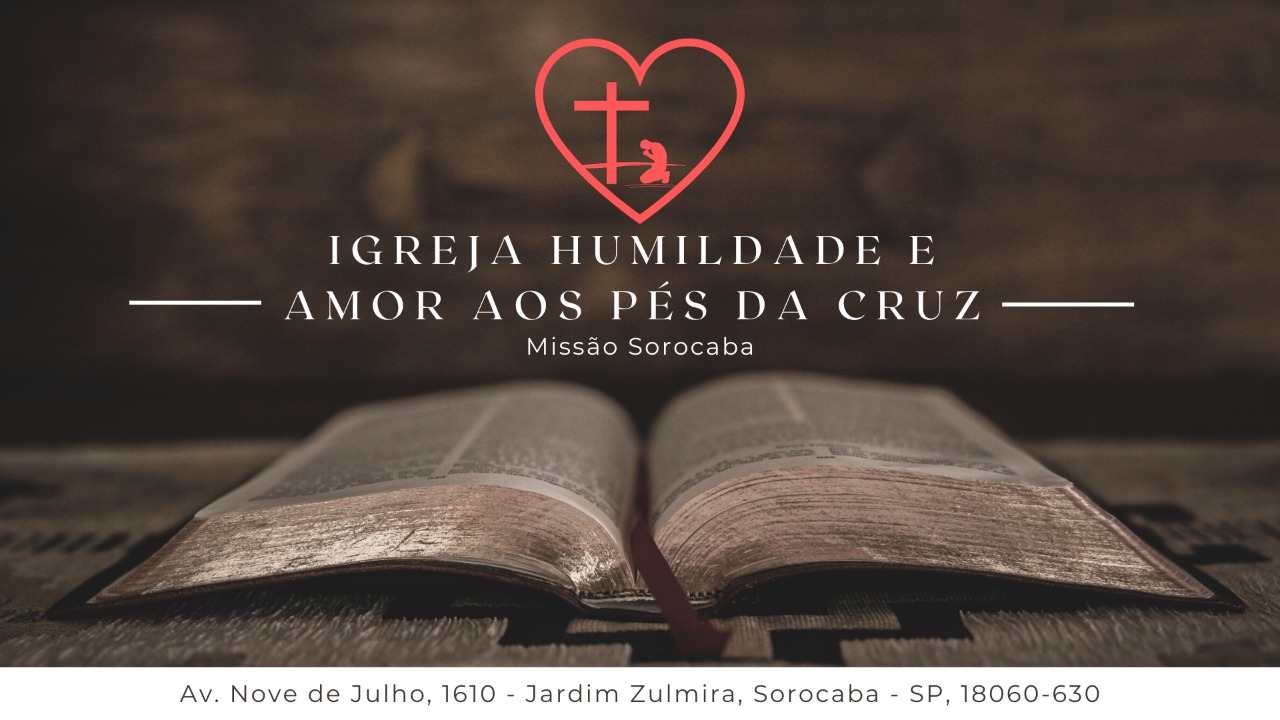 IGREJA HUMILDADE E
AMOR AOS PÉS DA CRUZ
Missão Sorocaba
Av. Nove de Julho, 1610 - Jardim Zulmira, Sorocaba - SP, 18060-630